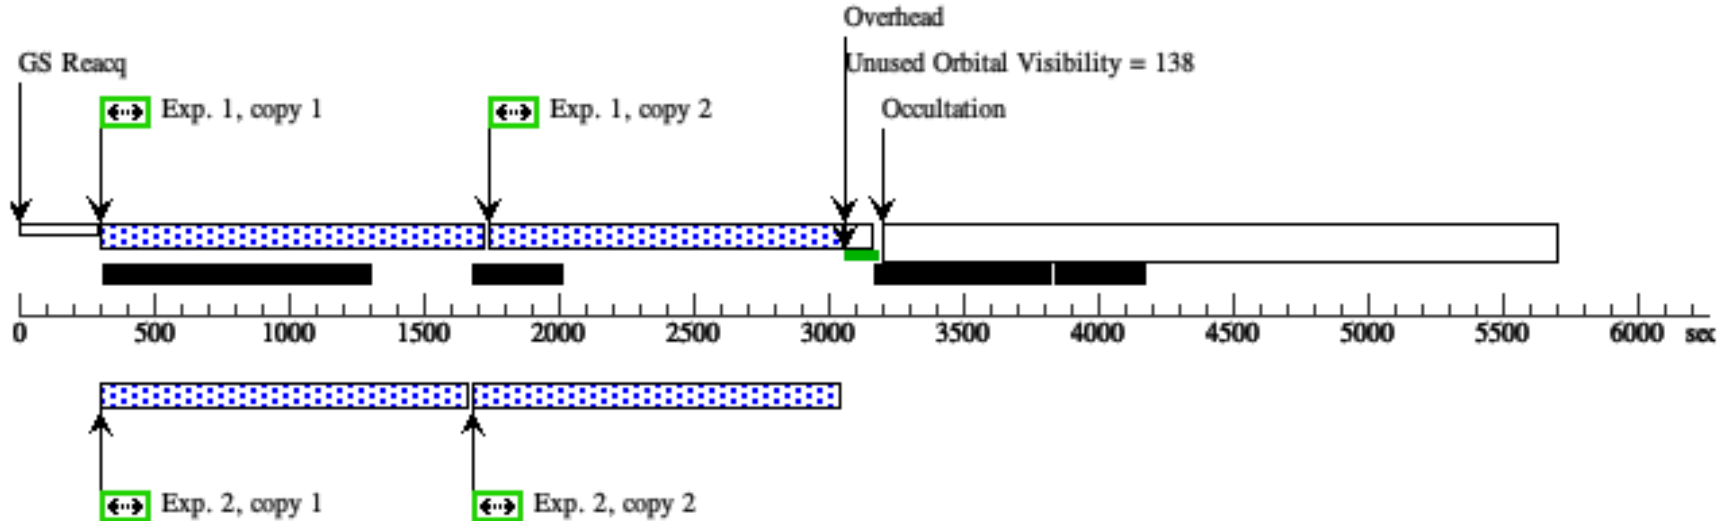 Overhead
GS Reacq
Unused Orbital Visibility = 138
Exp. 1, copy 1
Exp. 1, copy 2
Occultation
0 500 1000 1500 2000 2500 3000 3500 4000 4500 5000 5500 6000 sec
Exp. 2, copy 1
Exp. 2, copy 2